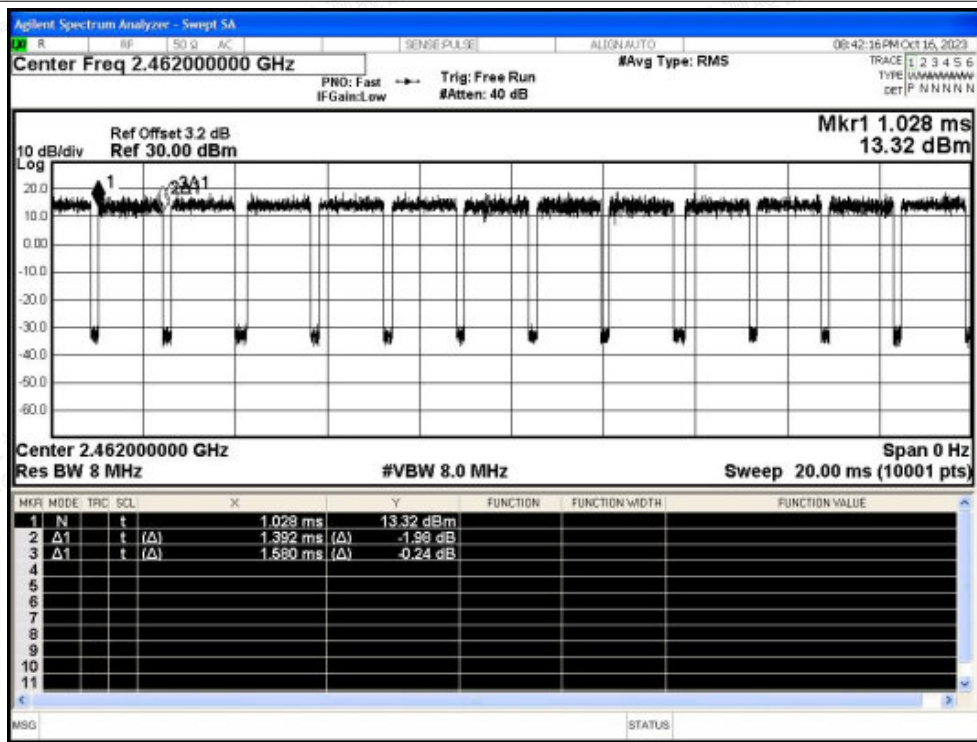 Agilent Spectrum Analyzer - Swept SA
R RF 50 Ω AC SENSE:PULSE ALIGN AUTO 08:42:16 PM Oct 16, 2023
Center Freq 2.462000000 GHz #Avg Type: RMS TRACE 1 2 3 4 5 6
PNO: Fast Trig: Free Run TYPE
IFGain:Low #Atten: 40 dB DET P N N N N N
Mkr1 1.028 ms
Ref Offset 3.2 dB
10 dB/div Ref 30.00 dBm 13.32 dBm
Log
1 2Δ1 3Δ1
20.0
10.0
0.00
-10.0
-20.0
-30.0
-40.0
-50.0
-60.0
Center 2.462000000 GHz Span 0 Hz
Res BW 8 MHz #VBW 8.0 MHz Sweep 20.00 ms (10001 pts)
MKR MODE TRC SCL X Y FUNCTION FUNCTION WIDTH FUNCTION VALUE
1 N t 1.028 ms 13.32 dBm
2 Δ1 t (Δ) 1.392 ms (Δ) -1.98 dB
3 Δ1 t (Δ) 1.580 ms (Δ) -0.24 dB
4
5
6
7
8
9
10
11
MSG STATUS